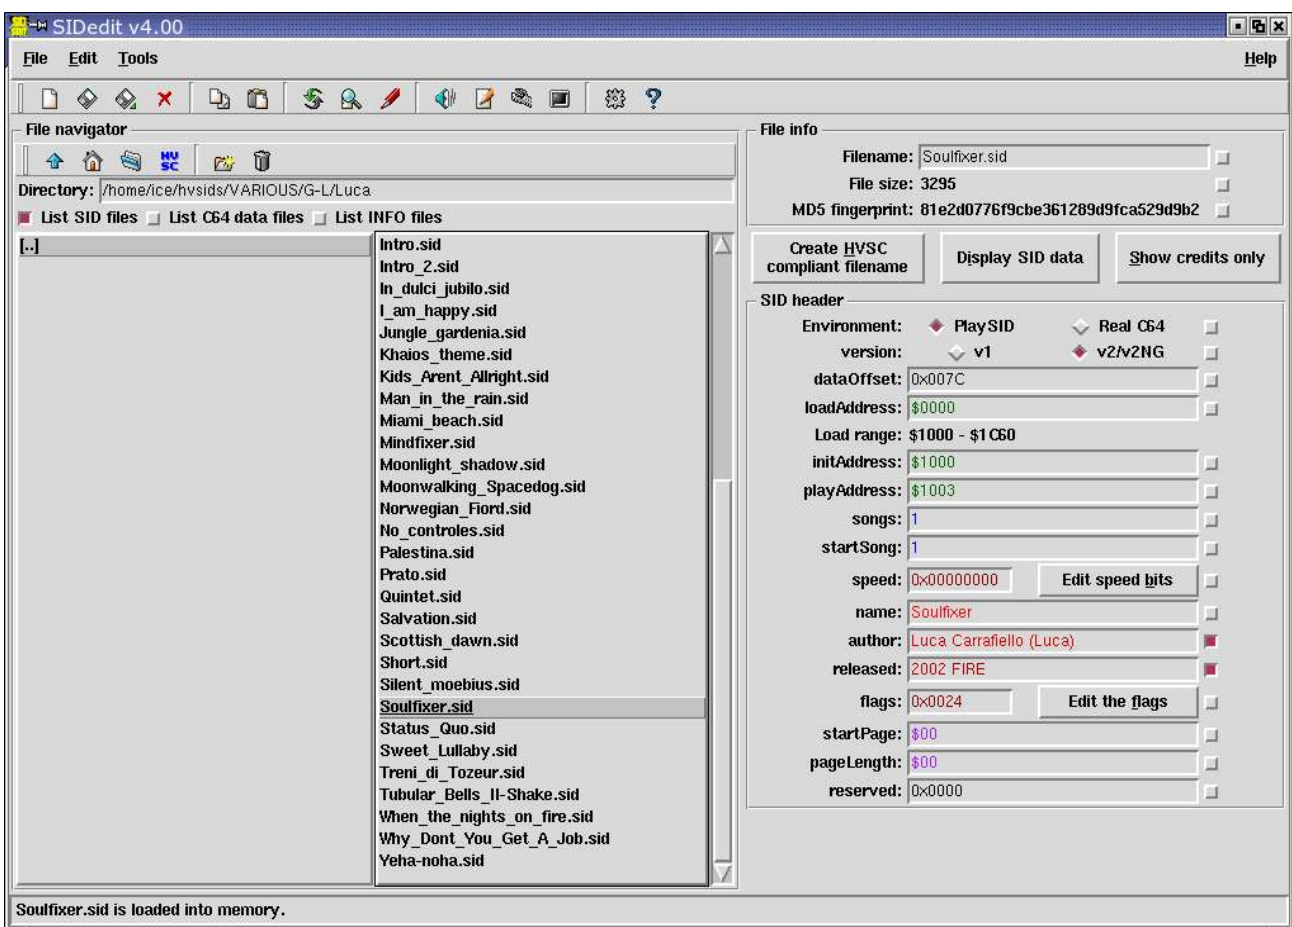 SIDedit v4.00
File Edit Tools Help
File navigator
HV
SC
Directory: /home/ice/hvsids/VARIOUS/G-L/Luca
List SID files List C64 data files List INFO files
[..]
Intro.sid
Intro_2.sid
In_dulci_jubilo.sid
I_am_happy.sid
Jungle_gardenia.sid
Khaios_theme.sid
Kids_Arent_Allright.sid
Man_in_the_rain.sid
Miami_beach.sid
Mindfixer.sid
Moonlight_shadow.sid
Moonwalking_Spacedog.sid
Norwegian_Fiord.sid
No_controles.sid
Palestina.sid
Prato.sid
Quintet.sid
Salvation.sid
Scottish_dawn.sid
Short.sid
Silent_moebius.sid
Soulfixer.sid
Status_Quo.sid
Sweet_Lullaby.sid
Treni_di_Tozeur.sid
Tubular_Bells_II-Shake.sid
When_the_nights_on_fire.sid
Why_Dont_You_Get_A_Job.sid
Yeha-noha.sid
File info
Filename: Soulfixer.sid
File size: 3295
MD5 fingerprint: 81e2d0776f9cbe361289d9fca529d9b2
Create HVSC
compliant filename
Display SID data
Show credits only
SID header
Environment: PlaySID Real C64
version: v1 v2/v2NG
dataOffset: 0x007C
loadAddress: $0000
Load range: $1000 - $1C60
initAddress: $1000
playAddress: $1003
songs: 1
startSong: 1
speed: 0x00000000 Edit speed bits
name: Soulfixer
author: Luca Carrafiello (Luca)
released: 2002 FIRE
flags: 0x0024 Edit the flags
startPage: $00
pageLength: $00
reserved: 0x0000
Soulfixer.sid is loaded into memory.